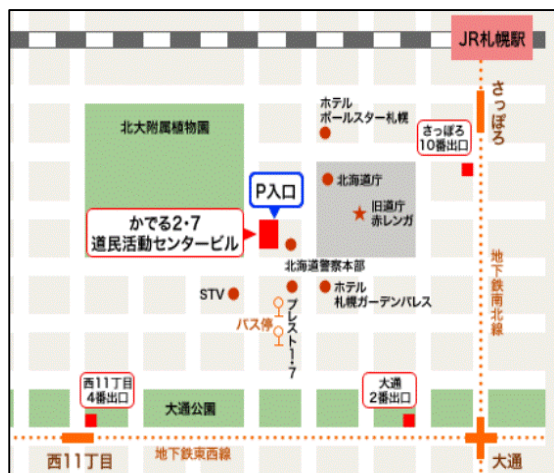 JR札幌駅
さっぽろ
ホテル
ポールスター札幌
北大附属植物園
さっぽろ
10番出口
P入口
北海道庁
旧道庁
赤レンガ
かでる2・7
道民活動センタービル
地下鉄南北線
北海道警察本部
STV
ホテル
札幌ガーデンパレス
バス停
プレスト1・7
西11丁目
4番出口
大通公園
大通
2番出口
地下鉄東西線
西11丁目
大通